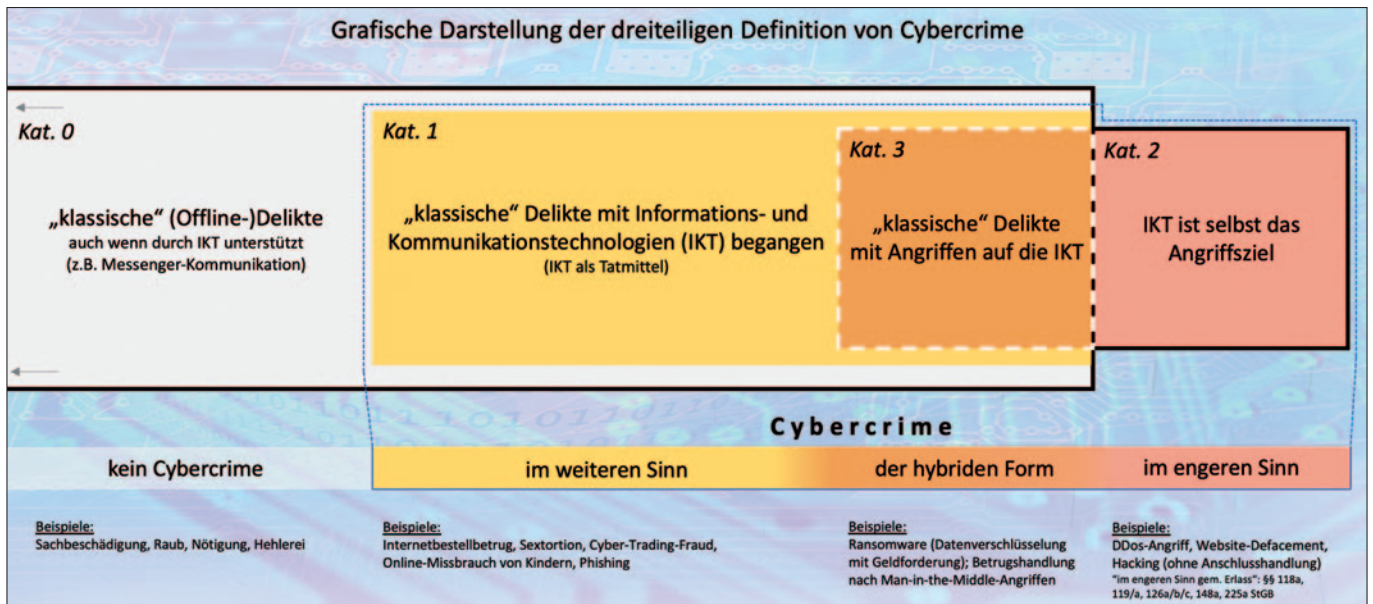 Grafische Darstellung der dreiteiligen Definition von Cybercrime
Kat. 0
„klassische“ (Offline-)Delikte
auch wenn durch IKT unterstützt
(z.B. Messenger-Kommunikation)
Kat. 1
„klassische“ Delikte mit Informations- und
Kommunikationstechnologien (IKT) begangen
(IKT als Tatmittel)
Kat. 3
„klassische“ Delikte
mit Angriffen auf die IKT
Kat. 2
IKT ist selbst das
Angriffsziel
Cybercrime
kein Cybercrime
im weiteren Sinn
der hybriden Form
im engeren Sinn
Beispiele:
Sachbeschädigung, Raub, Nötigung, Hehlerei
Beispiele:
Internetbestellbetrug, Sextortion, Cyber-Trading-Fraud,
Online-Missbrauch von Kindern, Phishing
Beispiele:
Ransomware (Datenverschlüsselung
mit Geldforderung); Betrugshandlung
nach Man-in-the-Middle-Angriffen
Beispiele:
DDos-Angriff, Website-Defacement,
Hacking (ohne Anschlusshandlung)
"im engeren Sinn gem. Erlass": §§ 118a,
119/a, 126a/b/c, 148a, 225a StGB